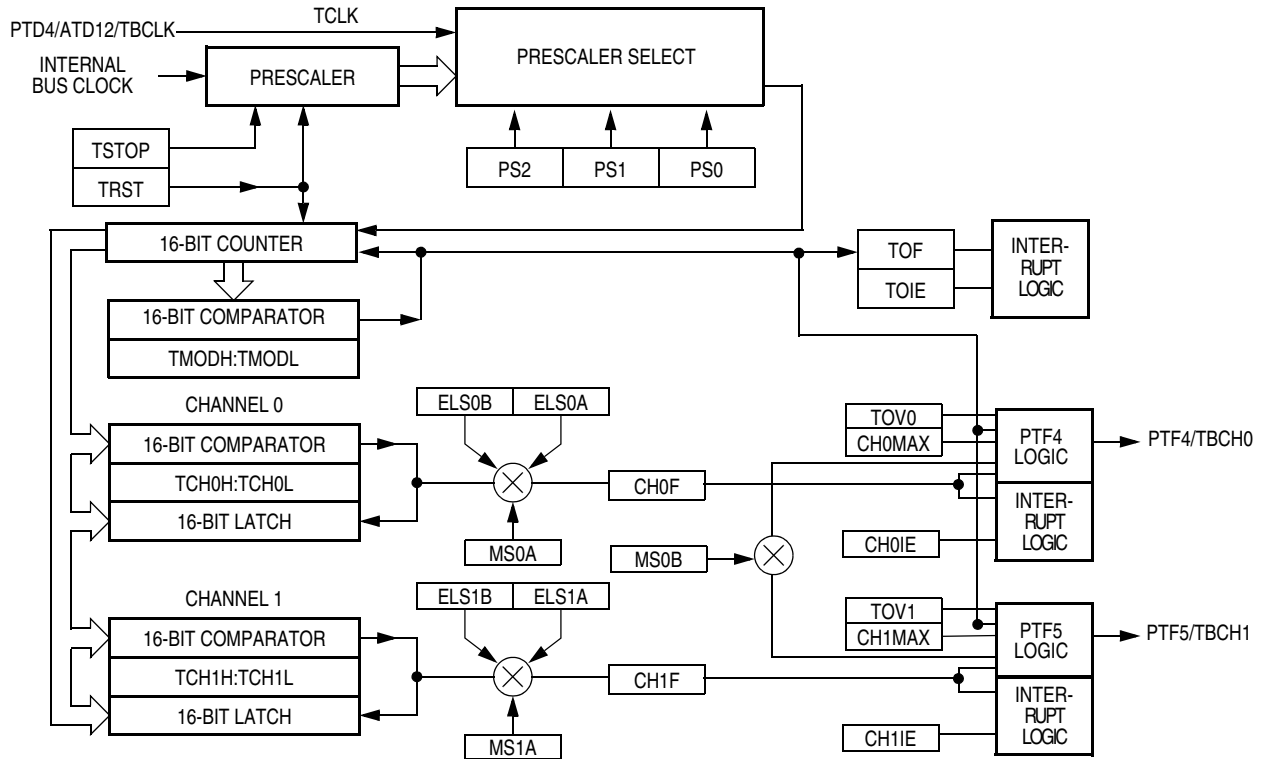 TCLK
PTD4/ATD12/TBCLK
PRESCALER SELECT
INTERNAL
BUS CLOCK
PRESCALER
TSTOP
TRST
PS2
PS1
PS0
16-BIT COUNTER
TOF
TOIE
INTER-
RUPT
LOGIC
16-BIT COMPARATOR
TMODH:TMODL
CHANNEL 0
ELS0B
ELS0A
16-BIT COMPARATOR
TCH0H:TCH0L
16-BIT LATCH
MS0A
CH0F
TOV0
CH0MAX
PTF4
LOGIC
PTF4/TBCH0
INTER-
RUPT
LOGIC
CH0IE
MS0B
CHANNEL 1
ELS1B
ELS1A
16-BIT COMPARATOR
TCH1H:TCH1L
16-BIT LATCH
MS1A
CH1F
TOV1
CH1MAX
PTF5
LOGIC
PTF5/TBCH1
INTER-
RUPT
LOGIC
CH1IE